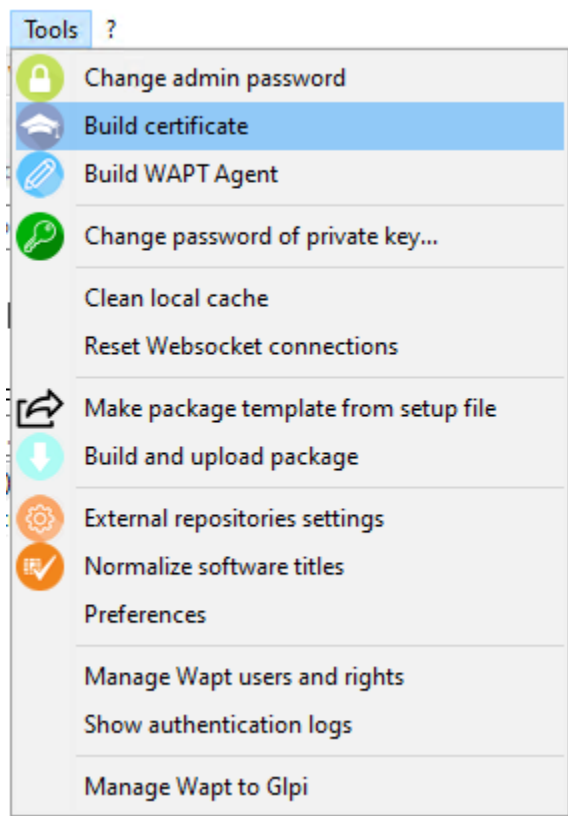 Tools ?
Change admin password
Build certificate
Build WAPT Agent
Change password of private key...
Clean local cache
Reset Websocket connections
Make package template from setup file
Build and upload package
External repositories settings
Normalize software titles
Preferences
Manage Wapt users and rights
Show authentication logs
Manage Wapt to Glpi